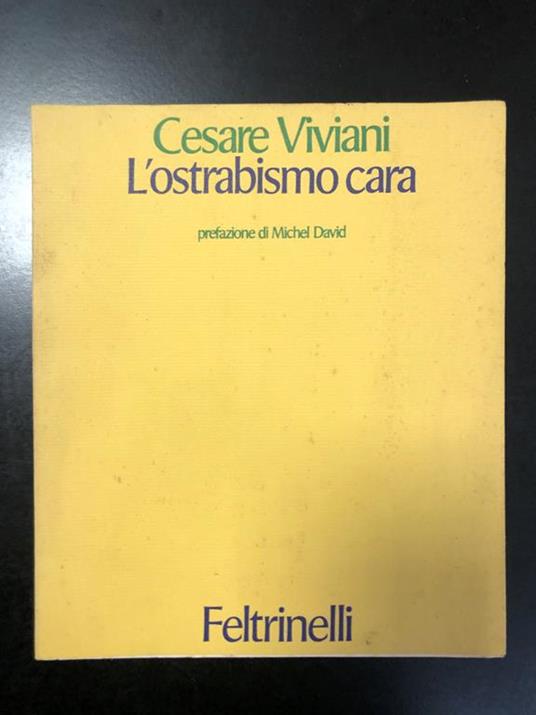 Cesare Viviani
L'ostrabismo cara
prefazione di Michel David
Feltrinelli